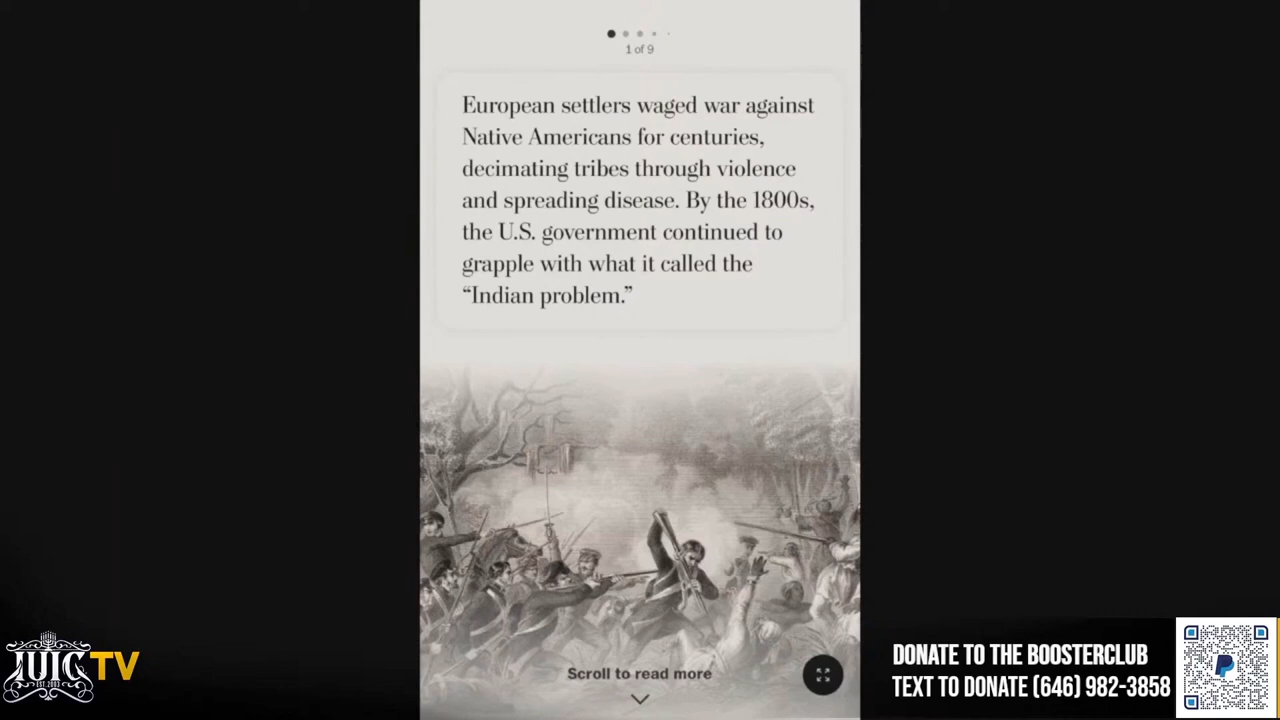 1 of 9
European settlers waged war against
Native Americans for centuries,
decimating tribes through violence
and spreading disease. By the 1800s,
the U.S. government continued to
grapple with what it called the
“Indian problem.”
Scroll to read more
IUIC TV
EST. 2003
DONATE TO THE BOOSTERCLUB
TEXT TO DONATE (646) 982-3858